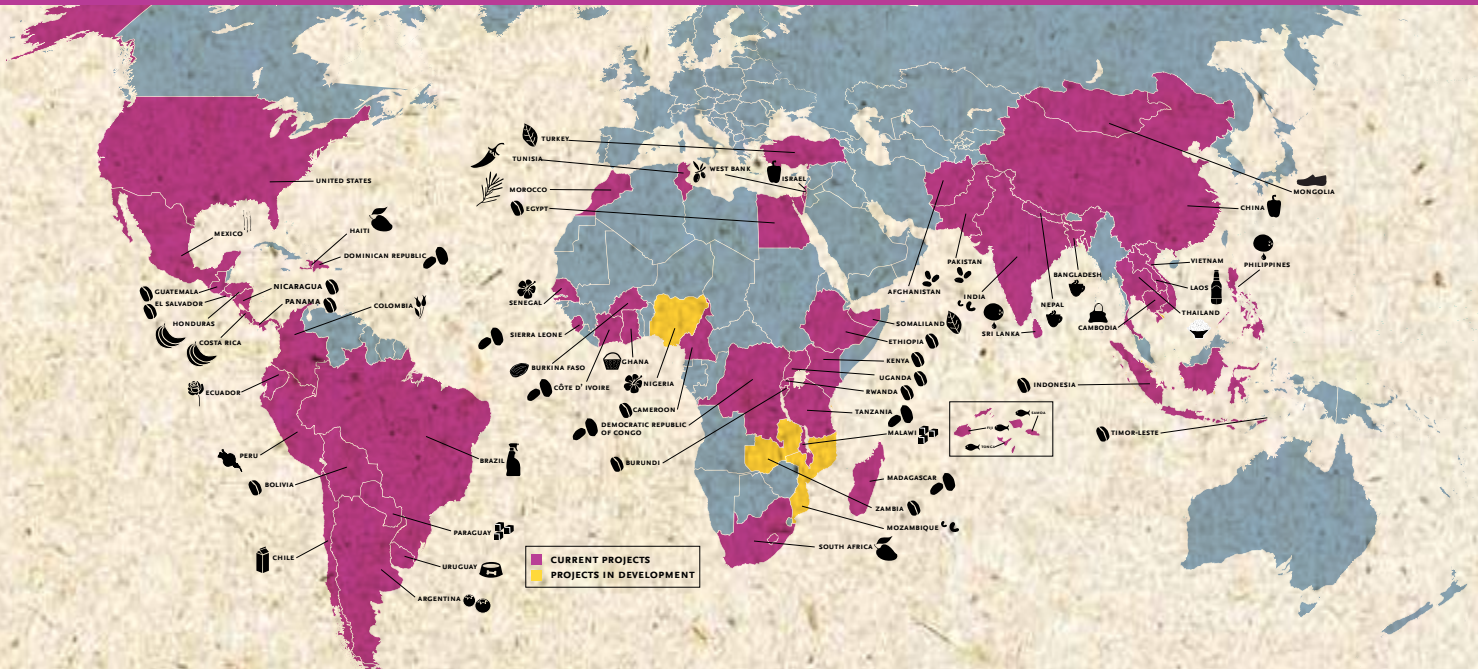 UNITED STATES
MEXICO
HAITI
DOMINICAN REPUBLIC
GUATEMALA
EL SALVADOR
HONDURAS
COSTA RICA
NICARAGUA
PANAMA
COLOMBIA
ECUADOR
PERU
BOLIVIA
CHILE
BRAZIL
PARAGUAY
URUGUAY
ARGENTINA
TURKEY
TUNISIA
MOROCCO
EGYPT
WEST BANK
ISRAEL
SENEGAL
SIERRA LEONE
BURKINA FASO
CÔTE D' IVOIRE
GHANA
NIGERIA
CAMEROON
DEMOCRATIC REPUBLIC
OF CONGO
BURUNDI
SOMALILAND
ETHIOPIA
KENYA
UGANDA
RWANDA
TANZANIA
MALAWI
MADAGASCAR
ZAMBIA
MOZAMBIQUE
SOUTH AFRICA
AFGHANISTAN
PAKISTAN
INDIA
SRI LANKA
NEPAL
BANGLADESH
CAMBODIA
MONGOLIA
CHINA
VIETNAM
LAOS
THAILAND
PHILIPPINES
INDONESIA
TIMOR-LESTE
SAMOA
FIJI
TONGA
CURRENT PROJECTS
PROJECTS IN DEVELOPMENT